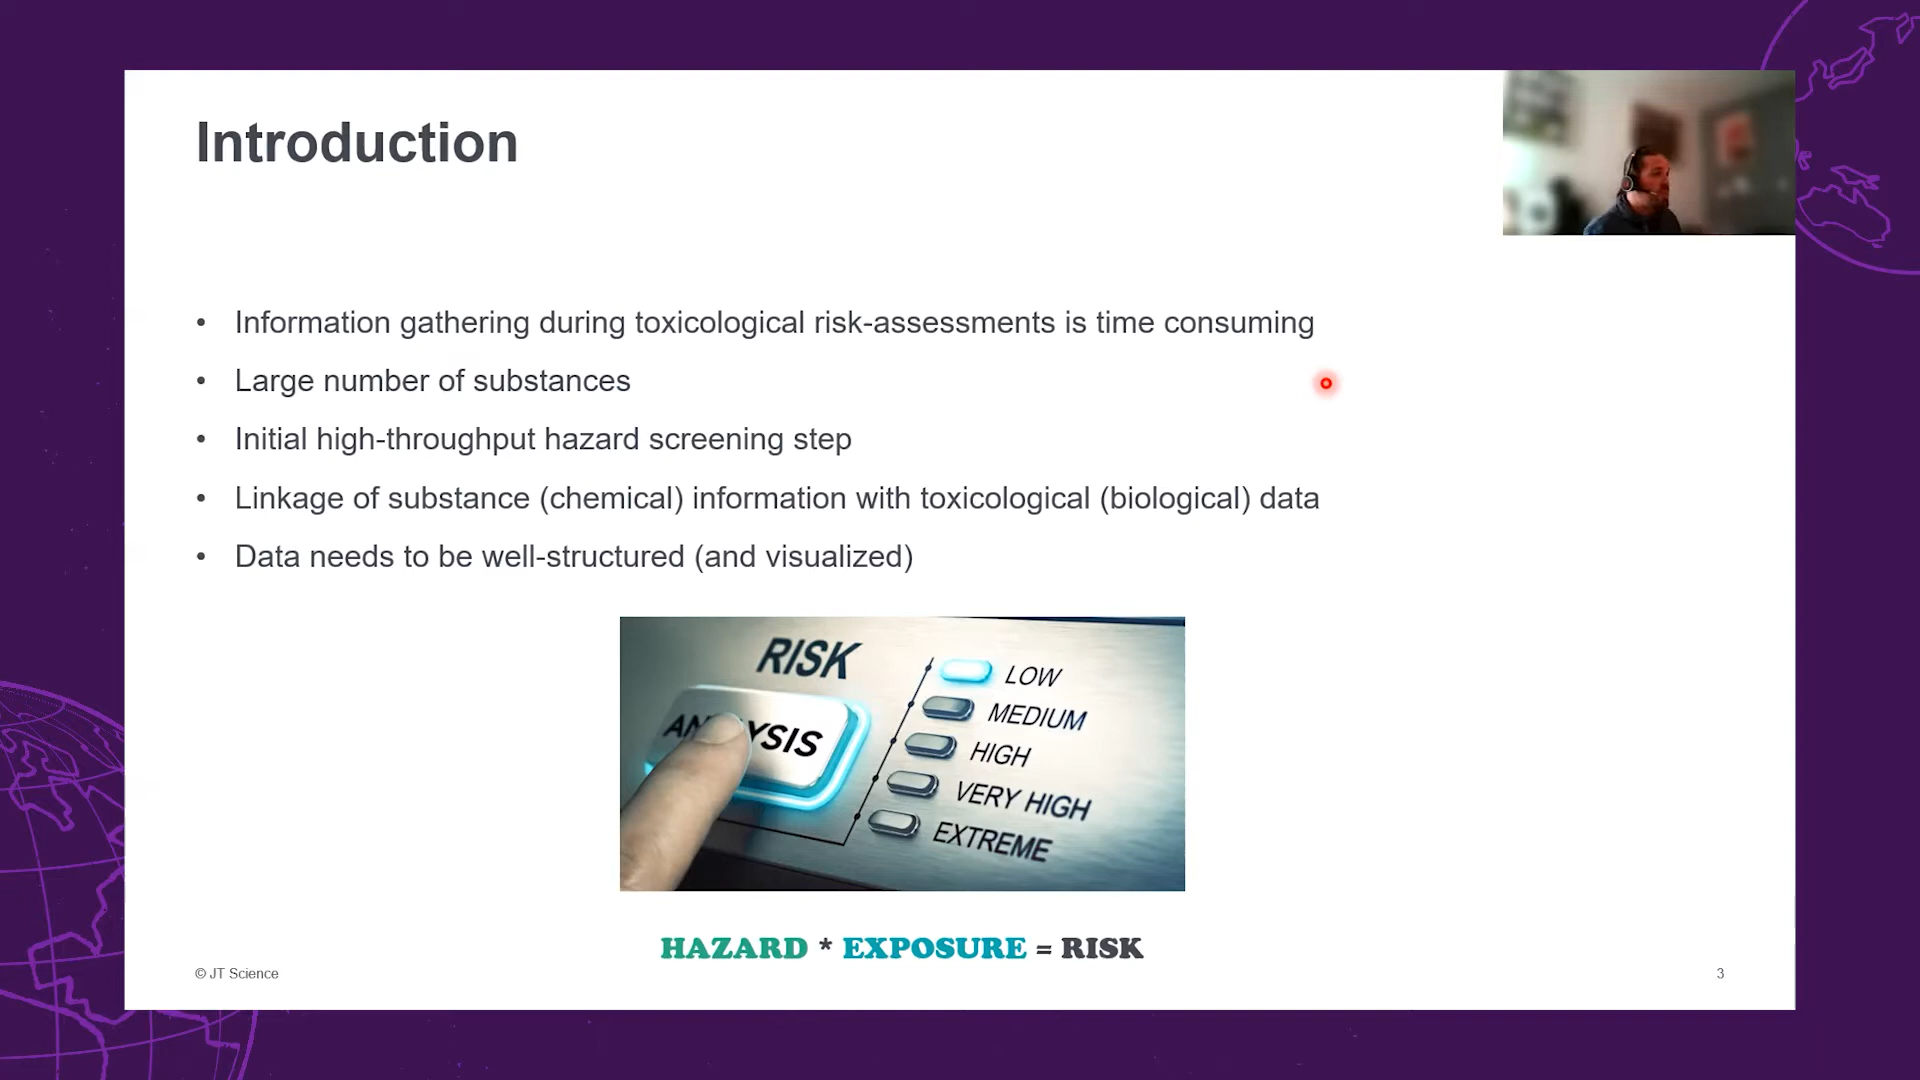 Introduction
• Information gathering during toxicological risk-assessments is time consuming
• Large number of substances
• Initial high-throughput hazard screening step
• Linkage of substance (chemical) information with toxicological (biological) data
• Data needs to be well-structured (and visualized)
RISK
LOW
MEDIUM
HIGH
VERY HIGH
EXTREME
HAZARD * EXPOSURE = RISK
© JT Science
3